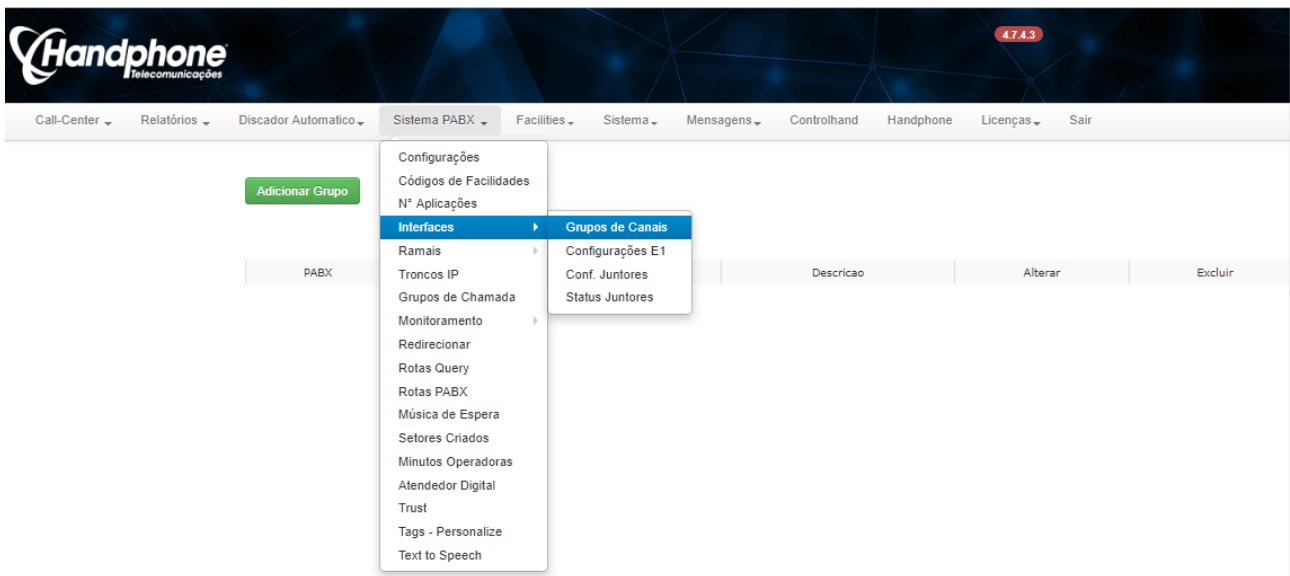 Handphone
Telecomunicações
4.7.4.3
Call-Center Relatórios Discador Automatico Sistema PABX Facilities Sistema Mensagens Controlhand Handphone Licenças Sair
Adicionar Grupo
PABX Descricao Alterar Excluir
Configurações
Códigos de Facilidades
N° Aplicações
Interfaces
Ramais
Troncos IP
Grupos de Chamada
Monitoramento
Redirecionar
Rotas Query
Rotas PABX
Música de Espera
Setores Criados
Minutos Operadoras
Atendedor Digital
Trust
Tags - Personalize
Text to Speech
Grupos de Canais
Configurações E1
Conf. Juntores
Status Juntores